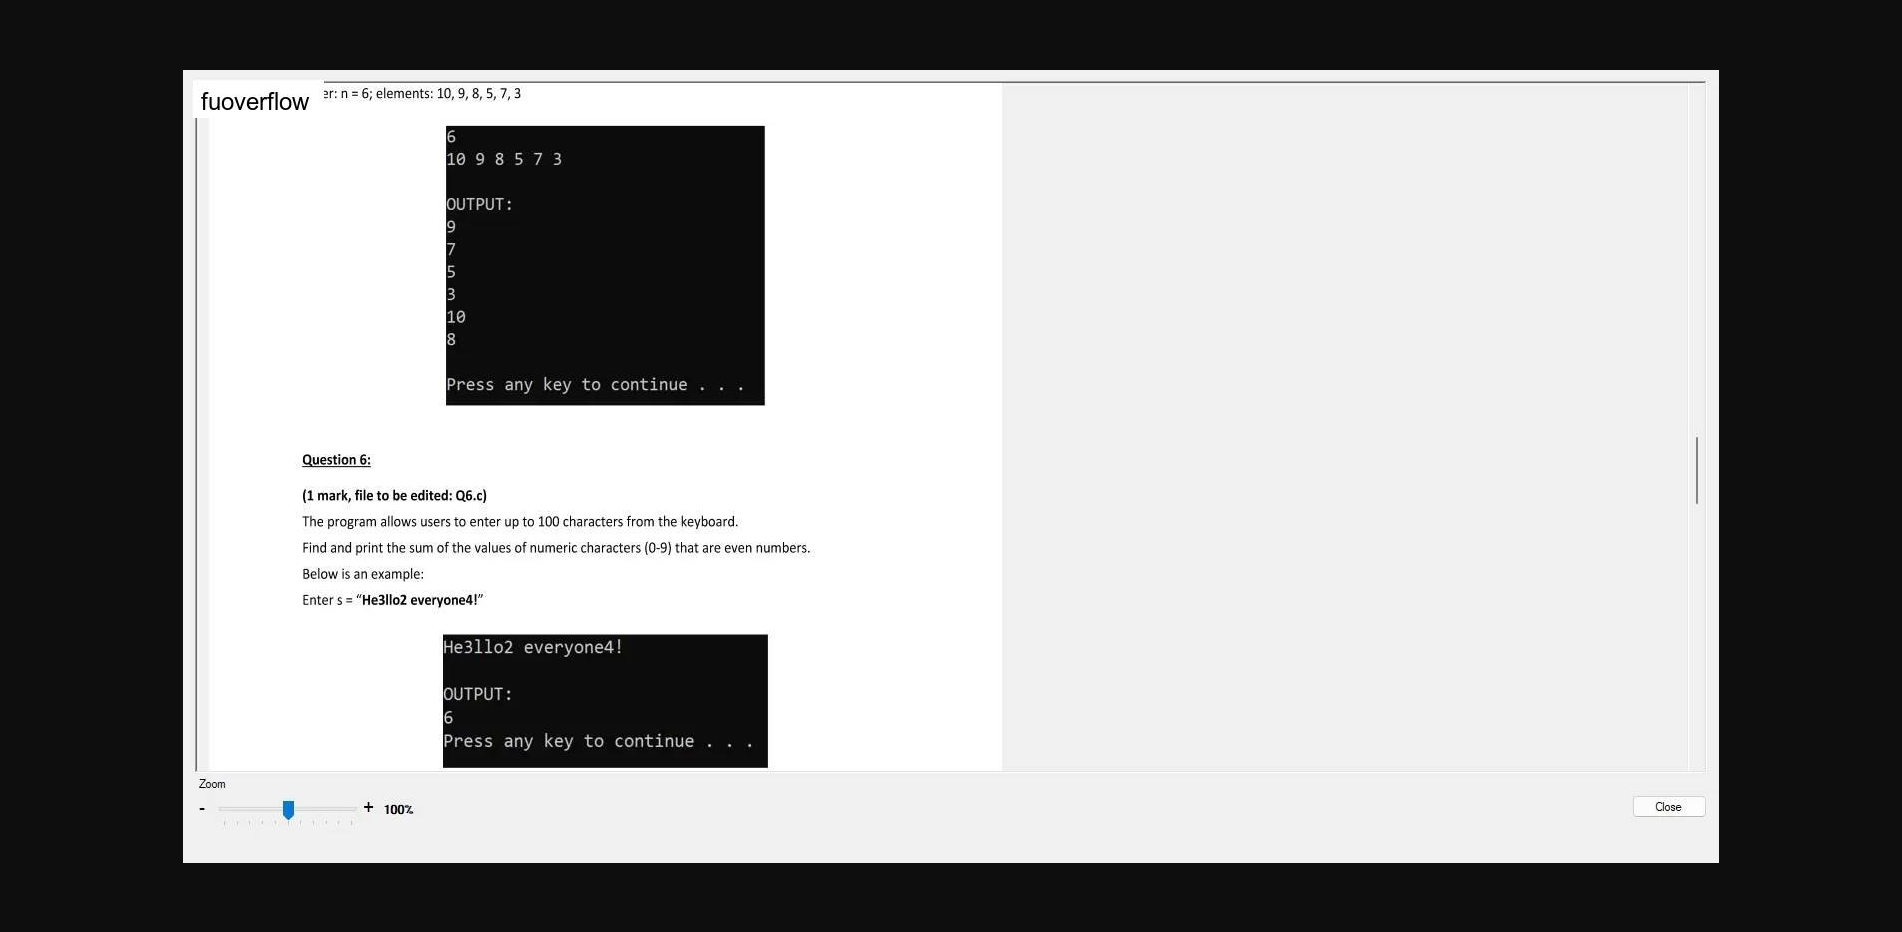 fuoverflow
er: n = 6; elements: 10, 9, 8, 5, 7, 3
6
10 9 8 5 7 3
OUTPUT:
9
7
5
3
10
8
Press any key to continue . . .
Question 6:
(1 mark, file to be edited: Q6.c)
The program allows users to enter up to 100 characters from the keyboard.
Find and print the sum of the values of numeric characters (0-9) that are even numbers.
Below is an example:
Enter s = “He3llo2 everyone4!”
He3llo2 everyone4!
OUTPUT:
6
Press any key to continue . . .
Zoom
- + 100%
Close